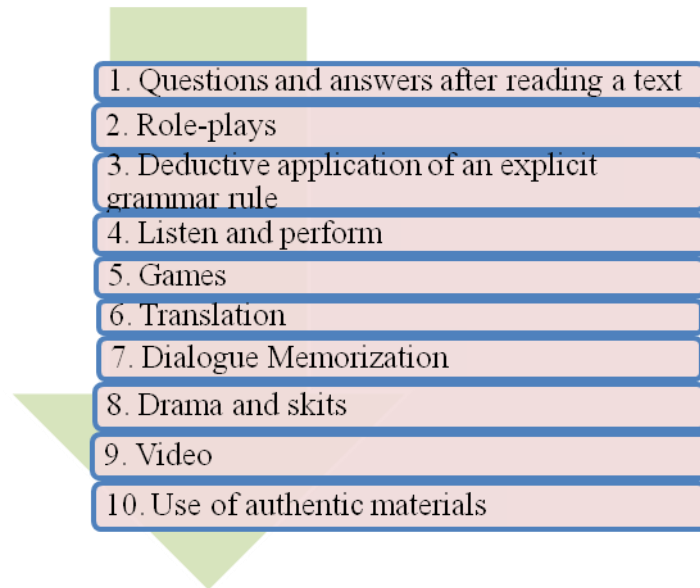 1. Questions and answers after reading a text
2. Role-plays
3. Deductive application of an explicit
grammar rule
4. Listen and perform
5. Games
6. Translation
7. Dialogue Memorization
8. Drama and skits
9. Video
10. Use of authentic materials